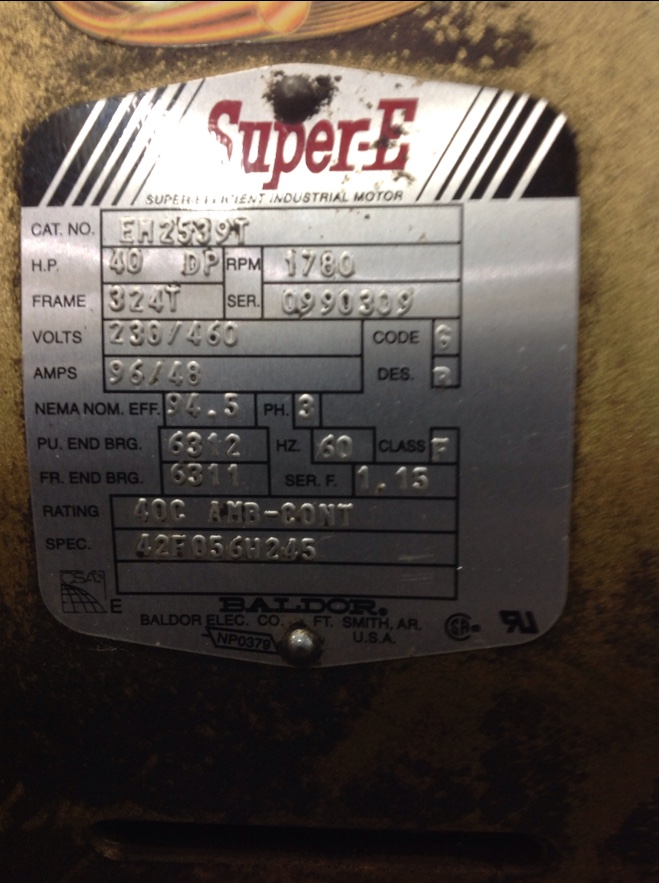 Super-E
SUPER-EFFICIENT INDUSTRIAL MOTOR
CAT. NO. EM2539T
H.P. 40 DP RPM 1780
FRAME 324T SER. 0990309
VOLTS 230/460 CODE G
AMPS 96/48 DES.
NEMA NOM. EFF. 94.5 PH. 3
PU. END BRG. 6312 HZ. 60 CLASS F
FR. END BRG. 6311 SER. F. 1.15
RATING 40C AMB-CONT
SPEC. 42F056H245
E
BALDOR.
BALDOR ELEC. CO. FT. SMITH, AR.
NP0379 U.S.A.